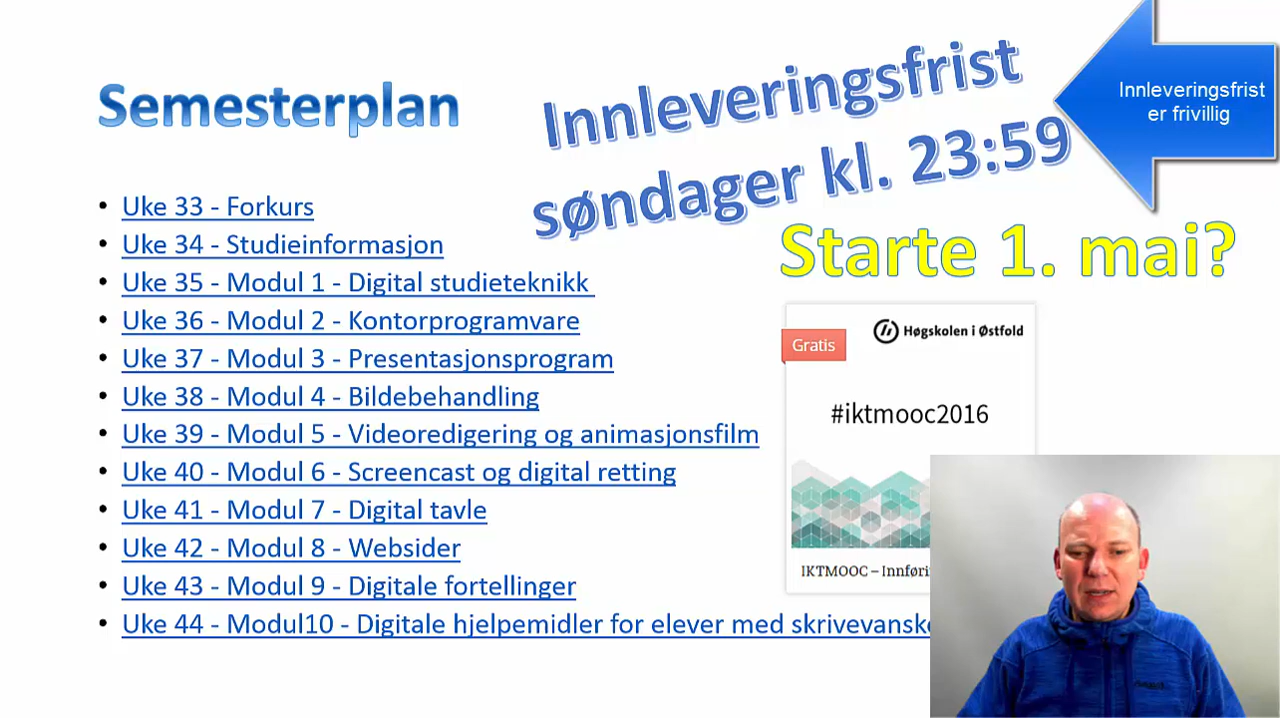 Semesterplan
Innleveringsfrist
søndager kl. 23:59
Innleveringsfrist
er frivillig
Starte 1. mai?
Uke 33 - Forkurs
Uke 34 - Studieinformasjon
Uke 35 - Modul 1 - Digital studieteknikk
Uke 36 - Modul 2 - Kontorprogramvare
Uke 37 - Modul 3 - Presentasjonsprogram
Uke 38 - Modul 4 - Bildebehandling
Uke 39 - Modul 5 - Videoredigering og animasjonsfilm
Uke 40 - Modul 6 - Screencast og digital retting
Uke 41 - Modul 7 - Digital tavle
Uke 42 - Modul 8 - Websider
Uke 43 - Modul 9 - Digitale fortellinger
Uke 44 - Modul10 - Digitale hjelpemidler for elever med
Høgskolen i Østfold
Gratis
#iktmooc2016
IKTMOOC –